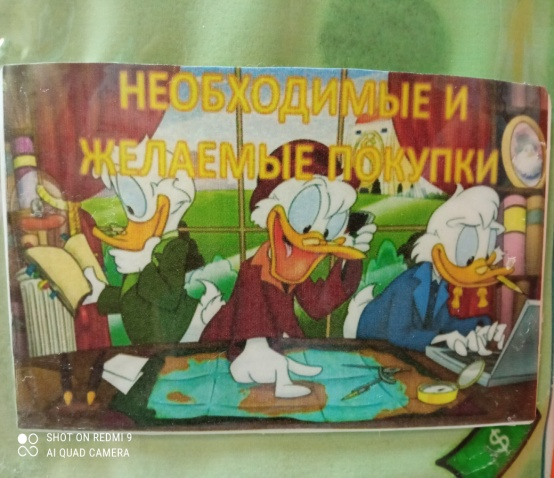 НЕОБХОДИМЫЕ И
ЖЕЛАЕМЫЕ ПОКУПКИ
$
SHOT ON REDMI 9
AI QUAD CAMERA